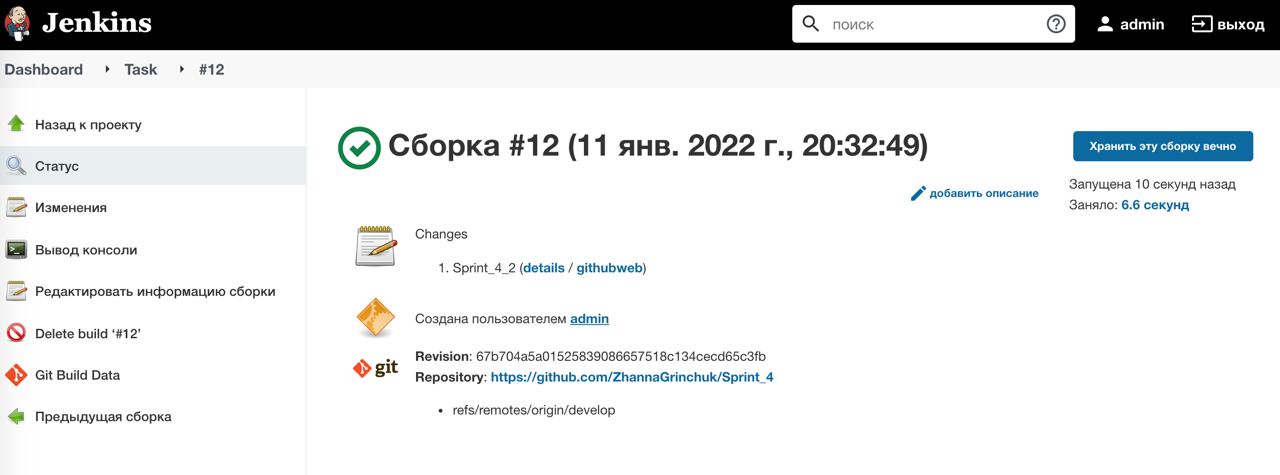 Jenkins
поиск
admin
выход
Dashboard
Task
#12
Назад к проекту
Статус
Изменения
Вывод консоли
Редактировать информацию сборки
Delete build ‘#12’
Git Build Data
Предыдущая сборка
Сборка #12 (11 янв. 2022 г., 20:32:49)
Хранить эту сборку вечно
добавить описание
Запущена 10 секунд назад
Заняло: 6.6 секунд
Changes
1. Sprint_4_2 (details / githubweb)
Создана пользователем admin
git
Revision: 67b704a5a01525839086657518c134cecd65c3fb
Repository: https://github.com/ZhannaGrinchuk/Sprint_4
• refs/remotes/origin/develop